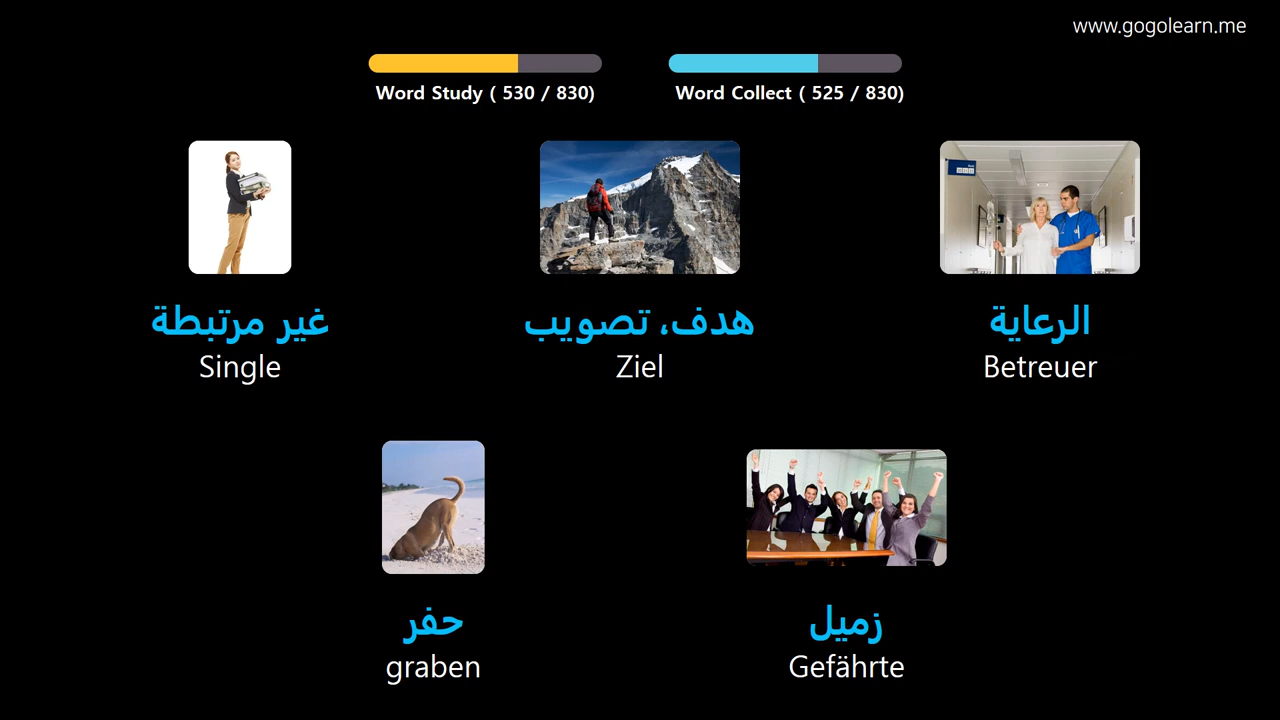 www.gogolearn.me
Word Study ( 530 / 830)
Word Collect ( 525 / 830)
غير مرتبطة
Single
هدف، تصويب
Ziel
الرعاية
Betreuer
حفر
graben
زميل
Gefährte